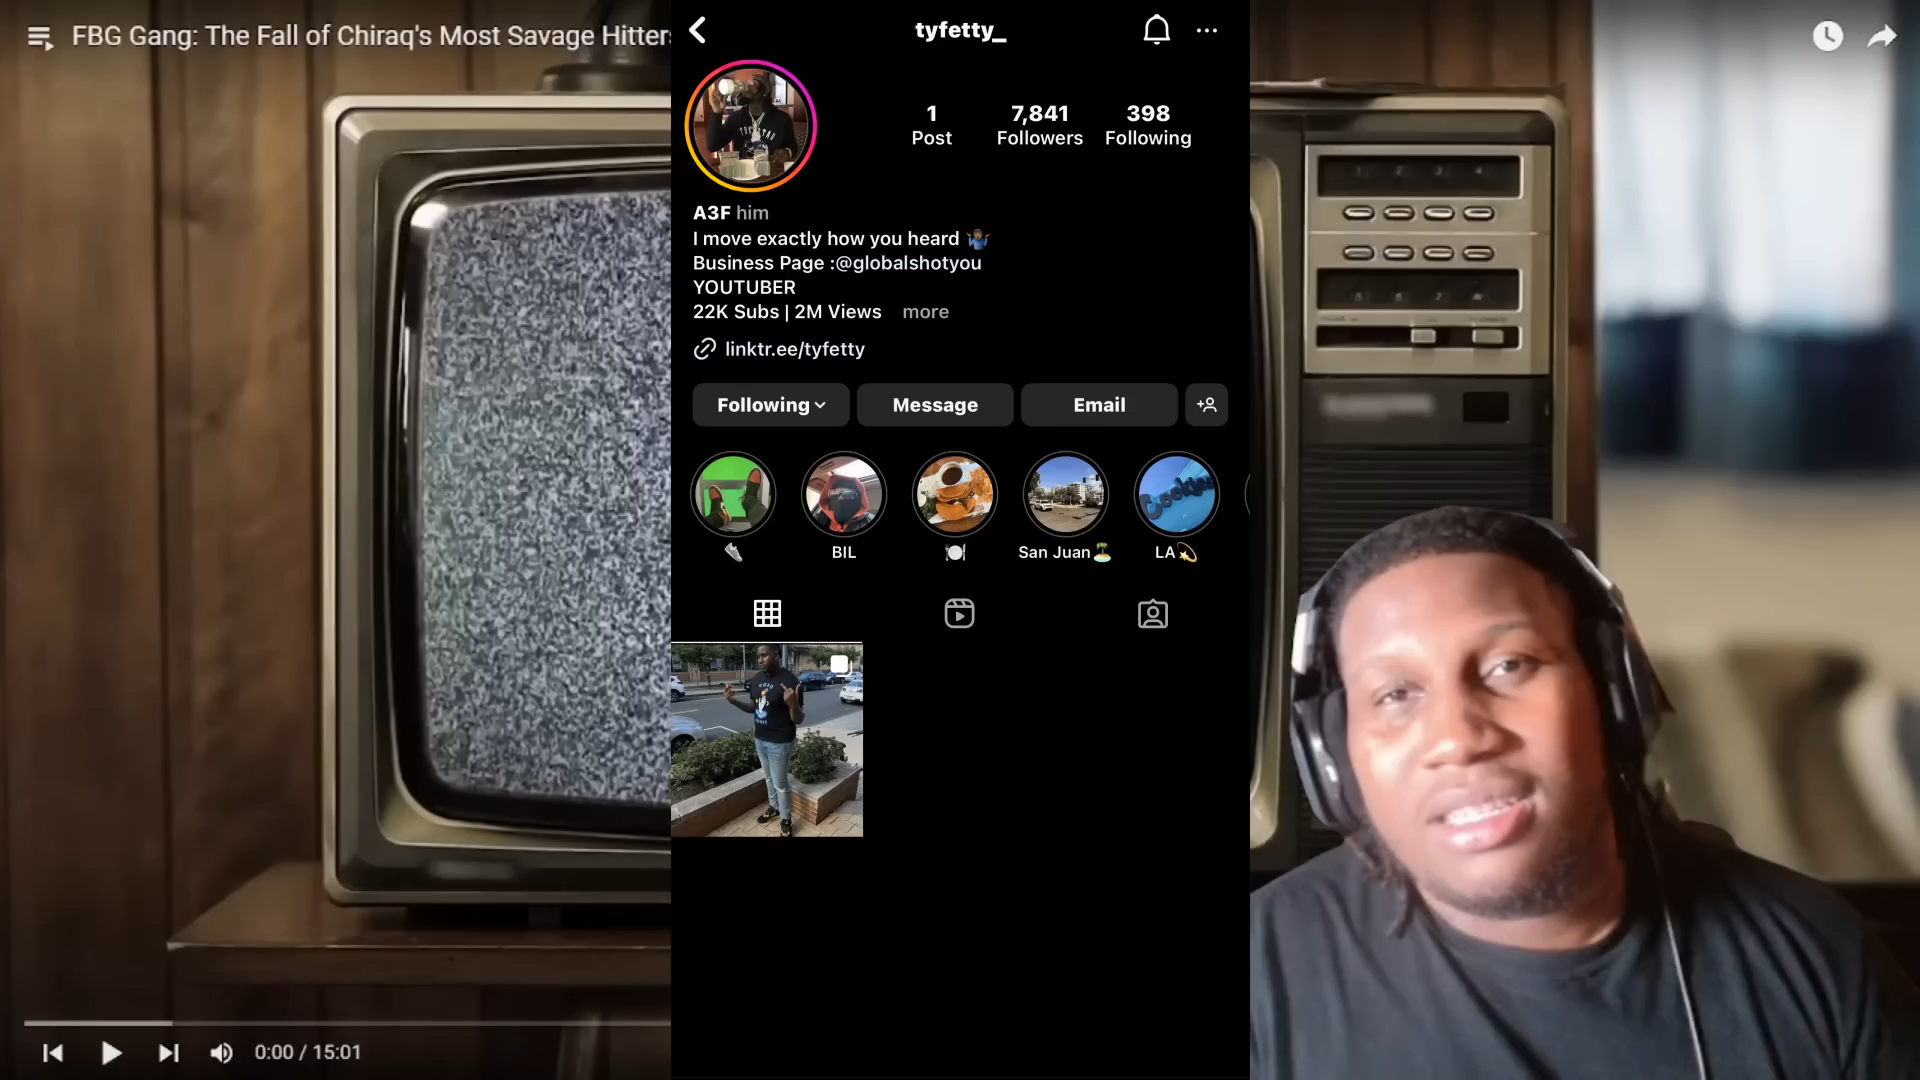 FBG Gang: The Fall of Chiraq's Most Savage Hitters
tyfetty_
1
Post
7,841
Followers
398
Following
A3F him
I move exactly how you heard 🤷🏾‍♂️
Business Page :@globalshotyou
YOUTUBER
22K Subs | 2M Views more
linktr.ee/tyfetty
Following
Message
Email
BIL
San Juan🏝️
LA💫
Cookies
0:00 / 15:01